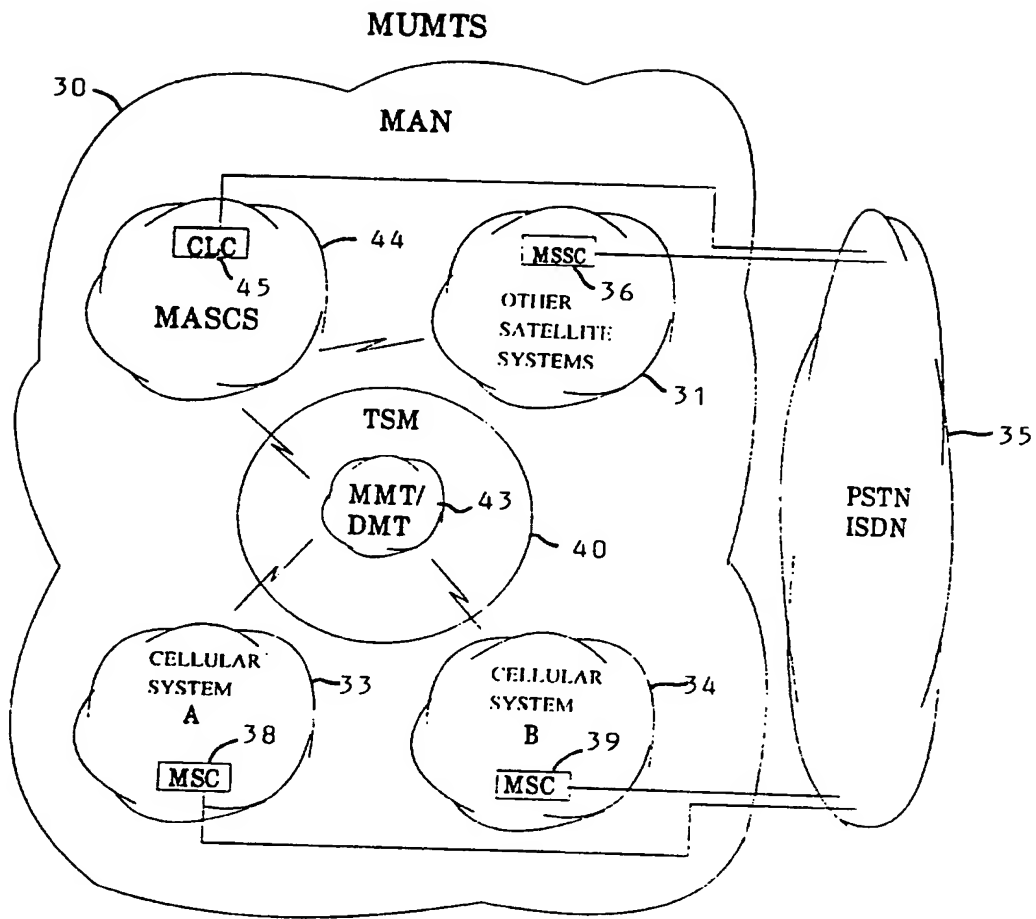 MUMTS
30
MAN
CLC
44
45
MASCS
MSSC
36
OTHER
SATELLITE
SYSTEMS
31
35
TSM
MMT/
DMT
43
40
PSTN
ISDN
CELLULAR
SYSTEM
A
33
38
MSC
CELLULAR
SYSTEM
B
34
39
MSC